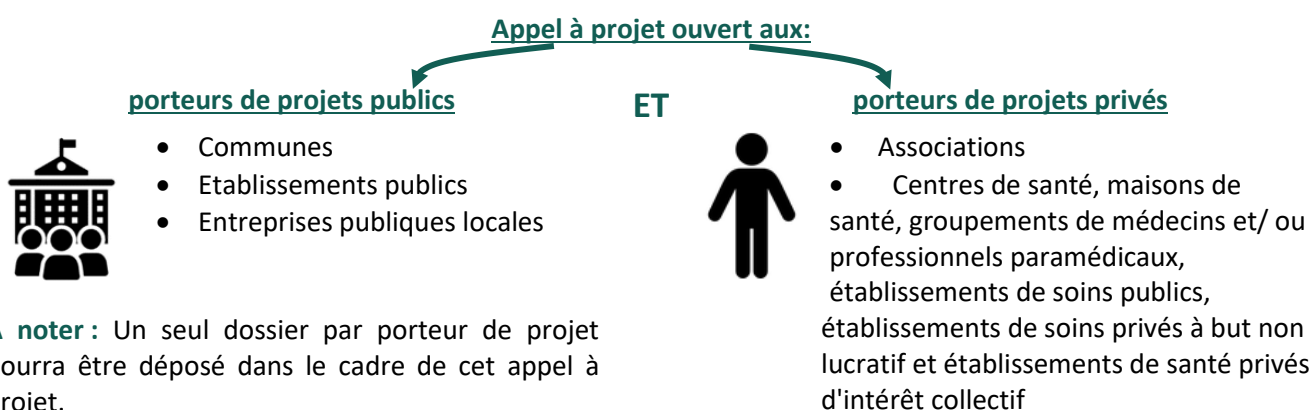 Appel à projet ouvert aux:
porteurs de projets publics
• Communes
• Etablissements publics
• Entreprises publiques locales
noter : Un seul dossier par porteur de projet
être déposé dans le cadre de cet appel à
ET
porteurs de projets privés
• Associations
• Centres de santé, maisons de
santé, groupements de médecins et/ ou
professionnels paramédicaux,
établissements de soins publics,
établissements de soins privés à but non
lucratif et établissements de santé privés
d'intérêt collectif